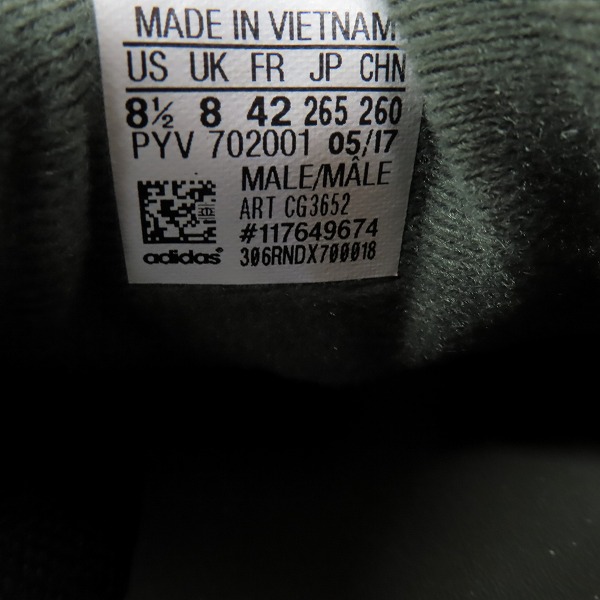 MADE IN VIETNAM
US UK FR JP CHN
8½ 8 42 265 260
PYV 702001 05/17
MALE/MÂLE
ART CG3652
#117649674
adidas® 306RNDX700018